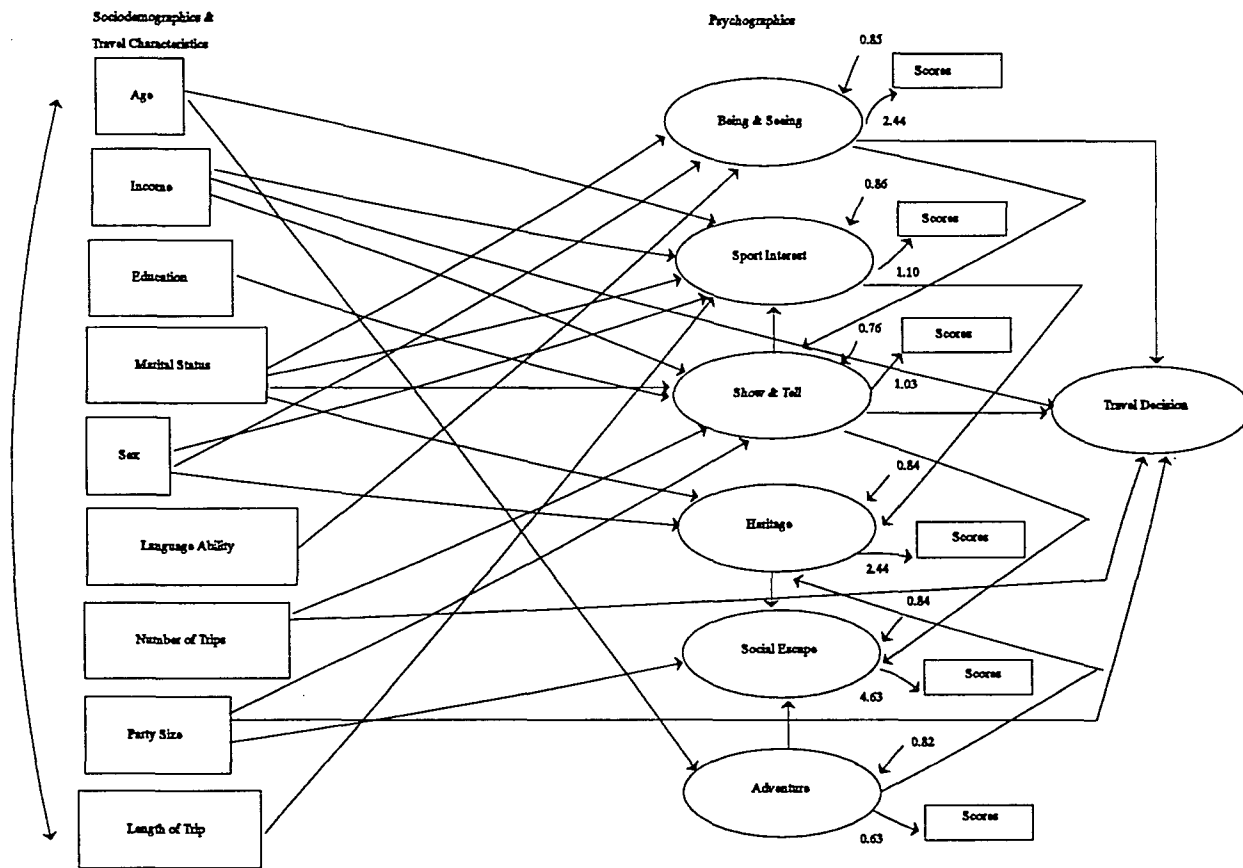 Sociodemographics &
Travel Characteristics
Psychographics
Age
Income
Education
Marital Status
Sex
Language Ability
Number of Trips
Party Size
Length of Trip
0.85
Scores
Being & Seeing
2.44
0.86
Scores
Sport Interest
1.10
0.76
Scores
Show & Tell
1.03
Travel Decision
0.84
Heritage
Scores
2.44
0.84
Social Escape
Scores
4.63
0.82
Adventure
Scores
0.63